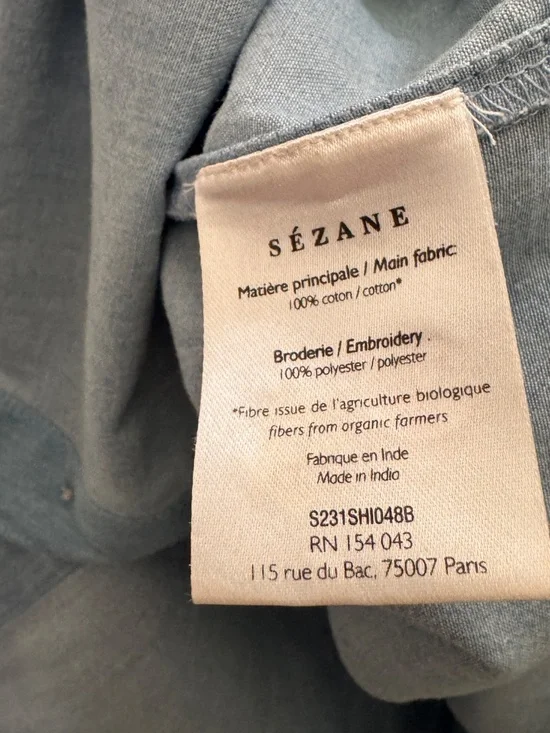 SÉZANE
Matière principale / Main fabric:
100% coton / cotton*
Broderie / Embroidery :
100% polyester / polyester
*Fibre issue de l'agriculture biologique
fibers from organic farmers
Fabriqué en Inde
Made in India
S231SHI048B
RN 154 043
115 rue du Bac, 75007 Paris